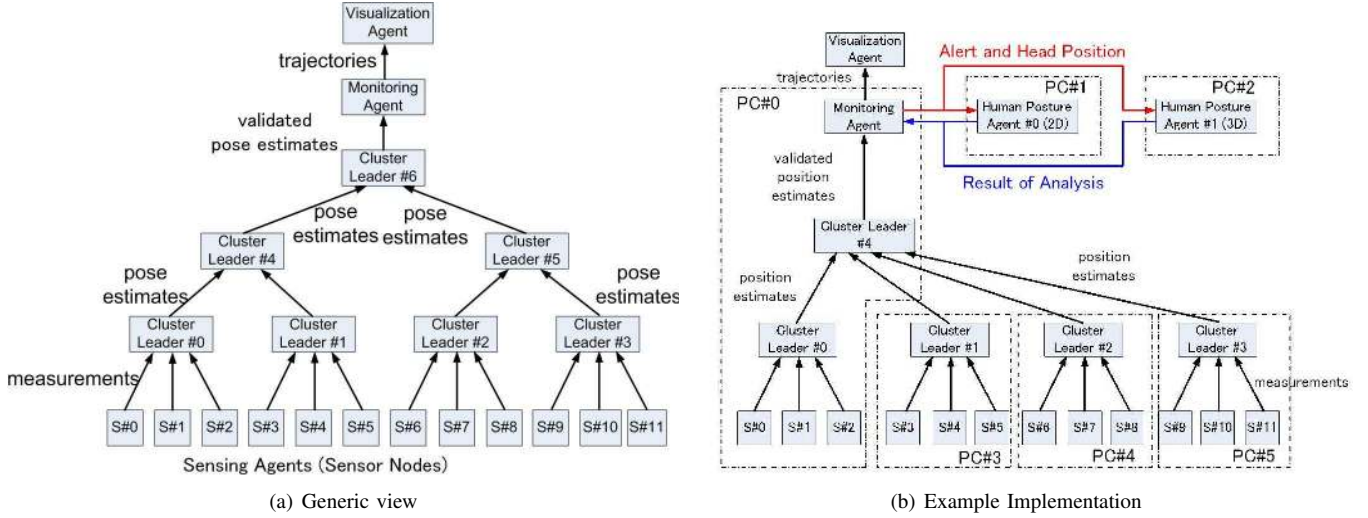 Visualization
Agent
trajectories
Monitoring
Agent
validated
pose estimates
Cluster
Leader #6
pose
estimates
pose
estimates
Cluster
Leader #4
Cluster
Leader #5
pose
estimates
pose
estimates
Cluster
Leader #0
Cluster
Leader #1
Cluster
Leader #2
Cluster
Leader #3
measurements
S#0
S#1
S#2
S#3
S#4
S#5
S#6
S#7
S#8
S#9
S#10
S#11
Sensing Agents (Sensor Nodes)
(a) Generic view
Visualization
Agent
trajectories
Alert and Head Position
PC#0
Monitoring
Agent
PC#1
Human Posture
Agent #0 (2D)
PC#2
Human Posture
Agent #1 (3D)
Result of Analysis
validated
position
estimates
Cluster Leader
#4
position
estimates
position
estimates
Cluster
Leader #0
Cluster
Leader #1
Cluster
Leader #2
Cluster
Leader #3
measurements
S#0
S#1
S#2
S#3
S#4
S#5
S#6
S#7
S#8
S#9
S#10
S#11
PC#3
PC#4
PC#5
(b) Example Implementation